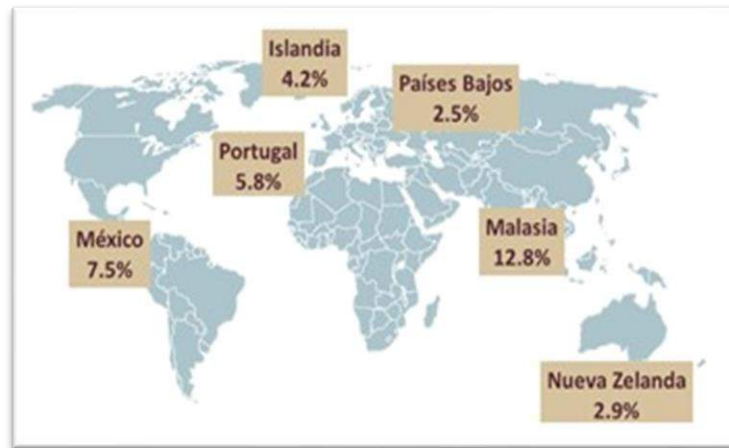 Islandia
4.2%
Países Bajos
2.5%
Portugal
5.8%
México
7.5%
Malasia
12.8%
Nueva Zelanda
2.9%